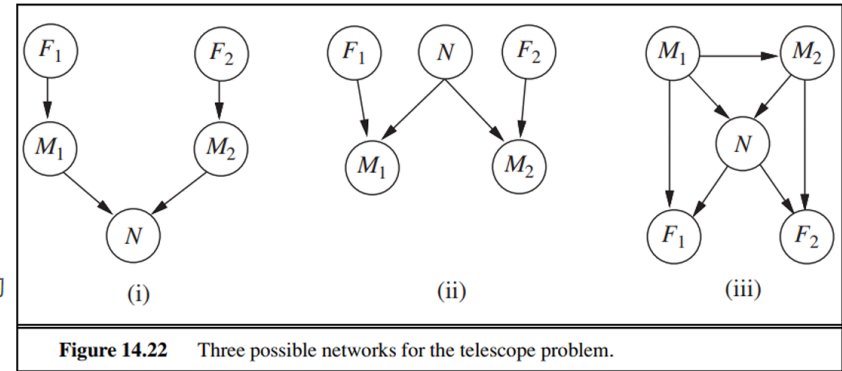 F1 F2 F1 N F2 M1 M2
M1 M2 M1 M2 N
N F1 F2
(i) (ii) (iii)
Figure 14.22 Three possible networks for the telescope problem.